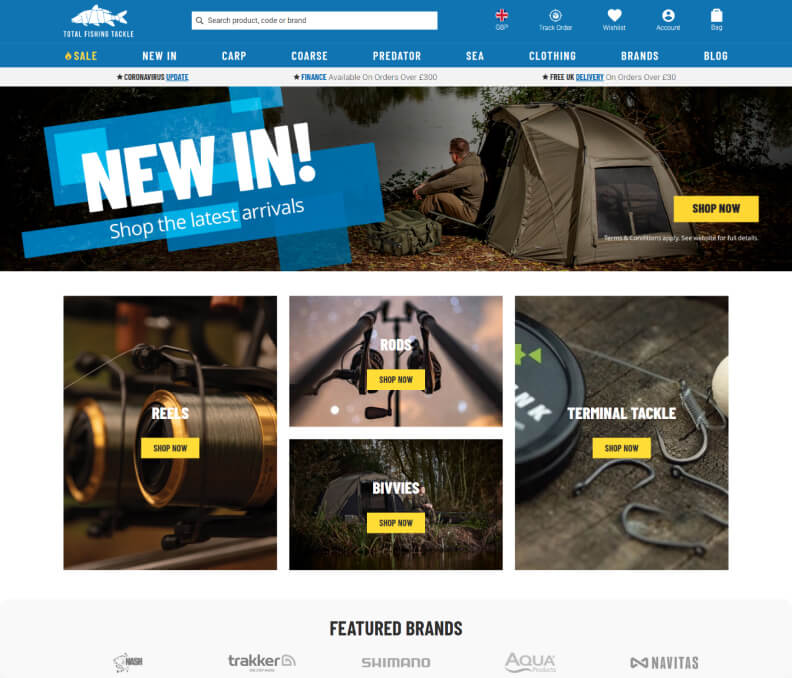 TOTAL FISHING TACKLE
Search product, code or brand
GBP
Track Order
Wishlist
Account
Bag
SALE
NEW IN
CARP
COARSE
PREDATOR
SEA
CLOTHING
BRANDS
BLOG
CORONAVIRUS UPDATE
FINANCE Available On Orders Over £300
FREE UK DELIVERY On Orders Over £30
NEW IN!
Shop the latest arrivals
SHOP NOW
Terms & Conditions apply. See website for full details.
REELS
SHOP NOW
RODS
SHOP NOW
BIVVIES
SHOP NOW
TERMINAL TACKLE
SHOP NOW
NK
FEATURED BRANDS
NASH
trakker
SHIMANO
AQUA
Products
NAVITAS